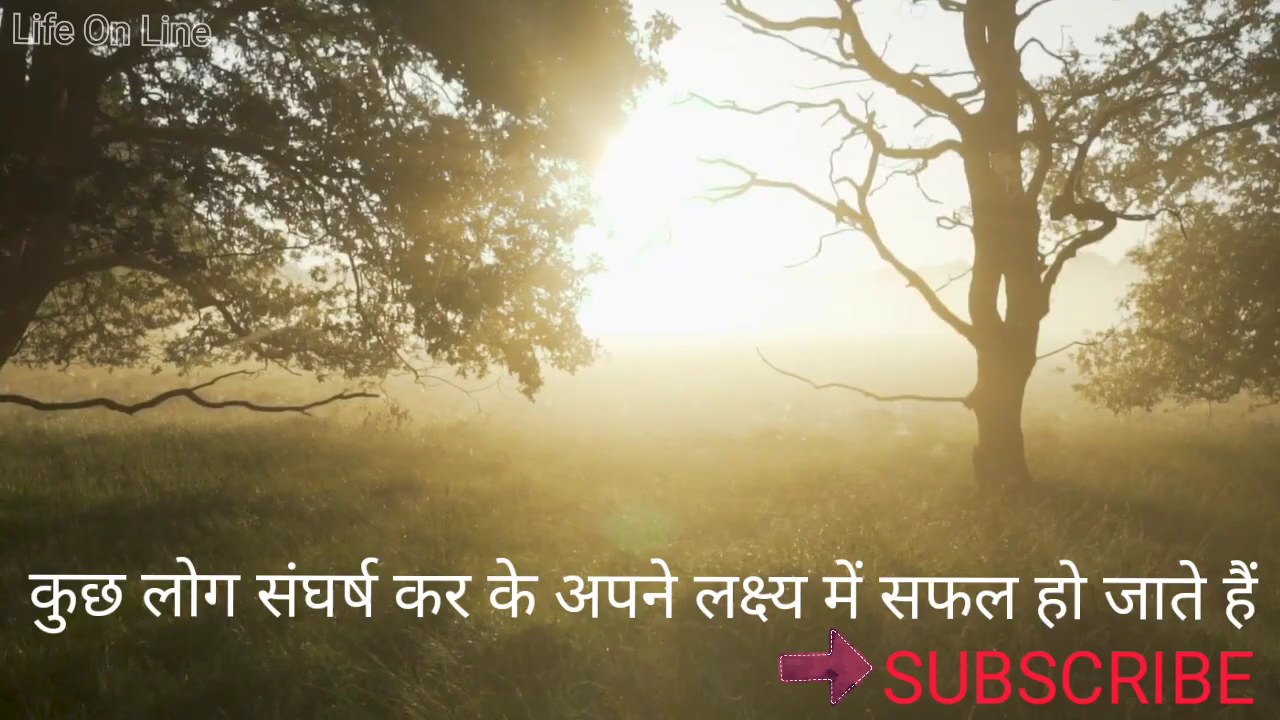 Life On Line
कुछ लोग संघर्ष कर के अपने लक्ष्य में सफल हो जाते हैं
SUBSCRIBE